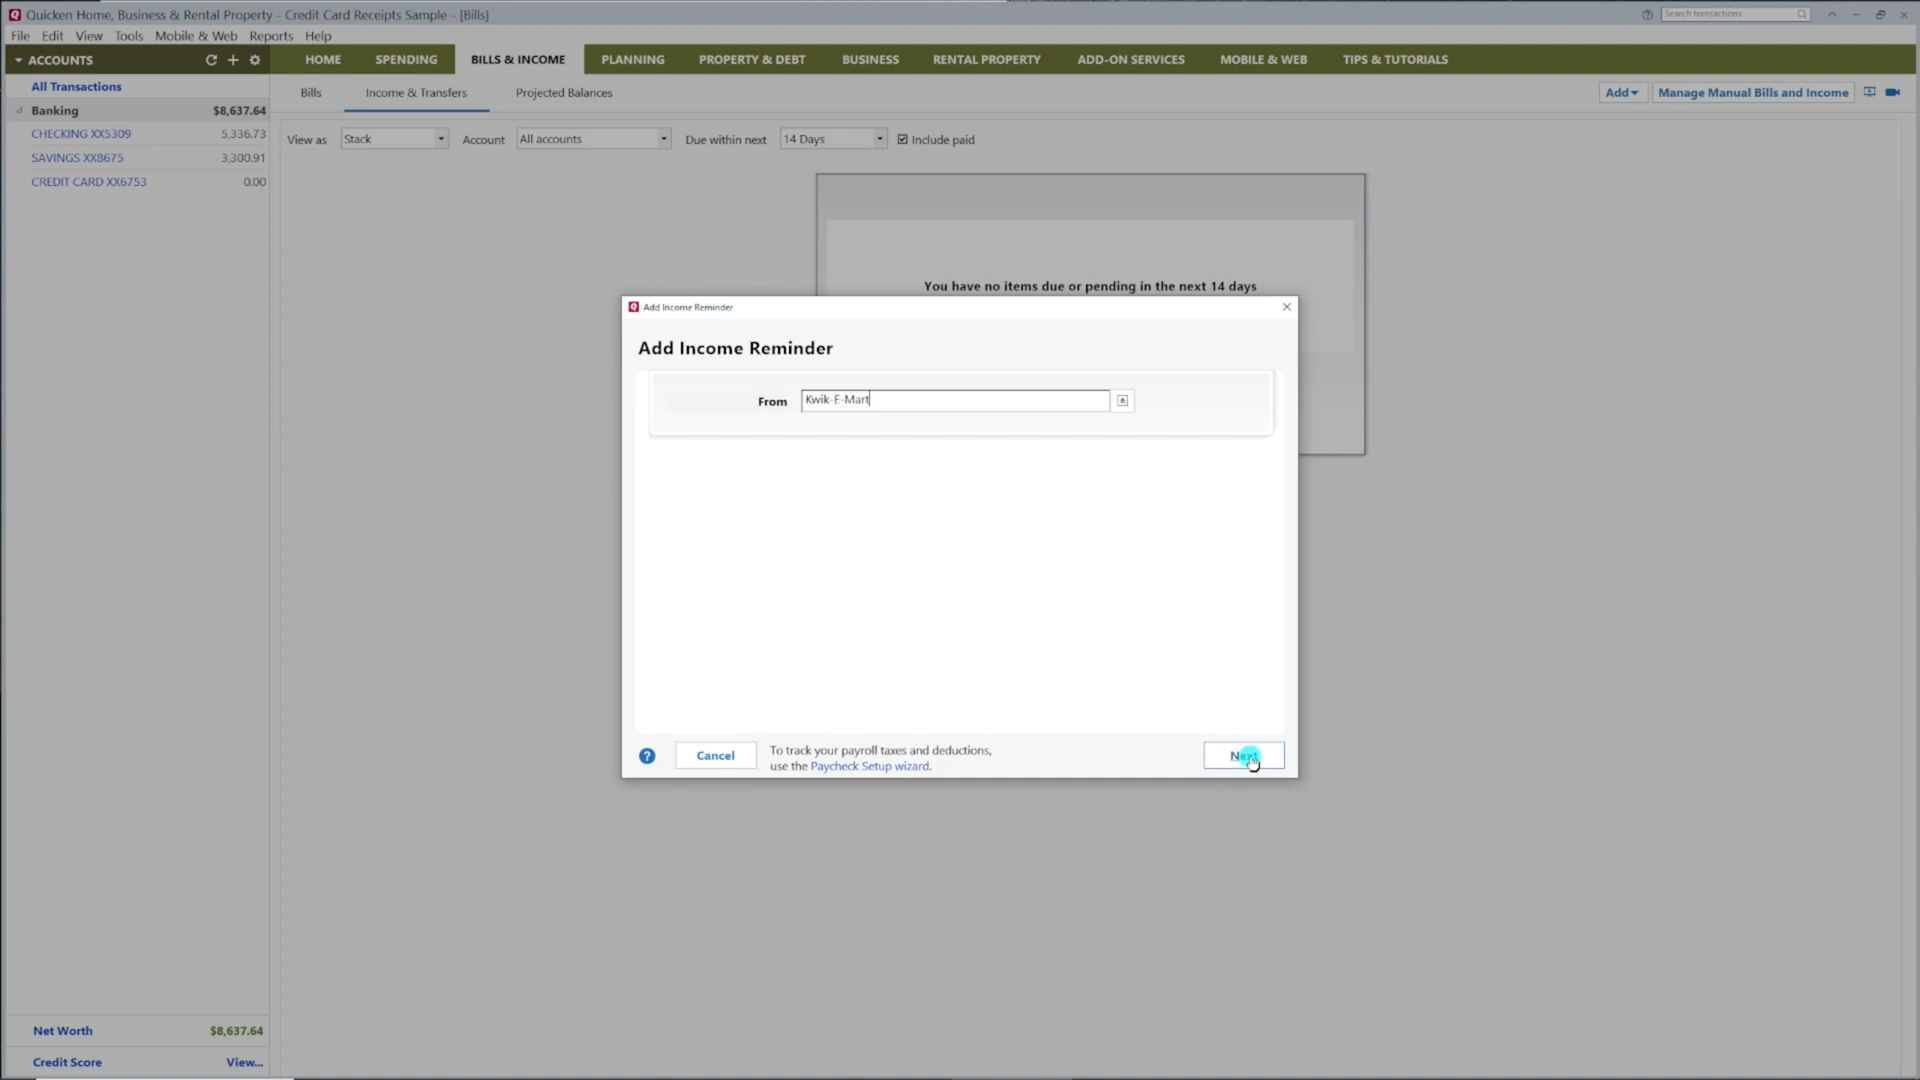 Quicken Home, Business & Rental Property - Credit Card Receipts Sample - [Bills]
Search transactions
File Edit View Tools Mobile & Web Reports Help
ACCOUNTS
HOME SPENDING BILLS & INCOME PLANNING PROPERTY & DEBT BUSINESS RENTAL PROPERTY ADD-ON SERVICES MOBILE & WEB TIPS & TUTORIALS
All Transactions
Bills Income & Transfers Projected Balances
Add Manage Manual Bills and Income
Banking $8,637.64
CHECKING XX5309 5,336.73
SAVINGS XX8675 3,300.91
CREDIT CARD XX6753 0.00
View as Stack Account All accounts Due within next 14 Days Include paid
You have no items due or pending in the next 14 days
Add Income Reminder
Add Income Reminder
From Kwik-E-Mart
? Cancel
To track your payroll taxes and deductions,
use the Paycheck Setup wizard.
Next
Net Worth $8,637.64
Credit Score View...